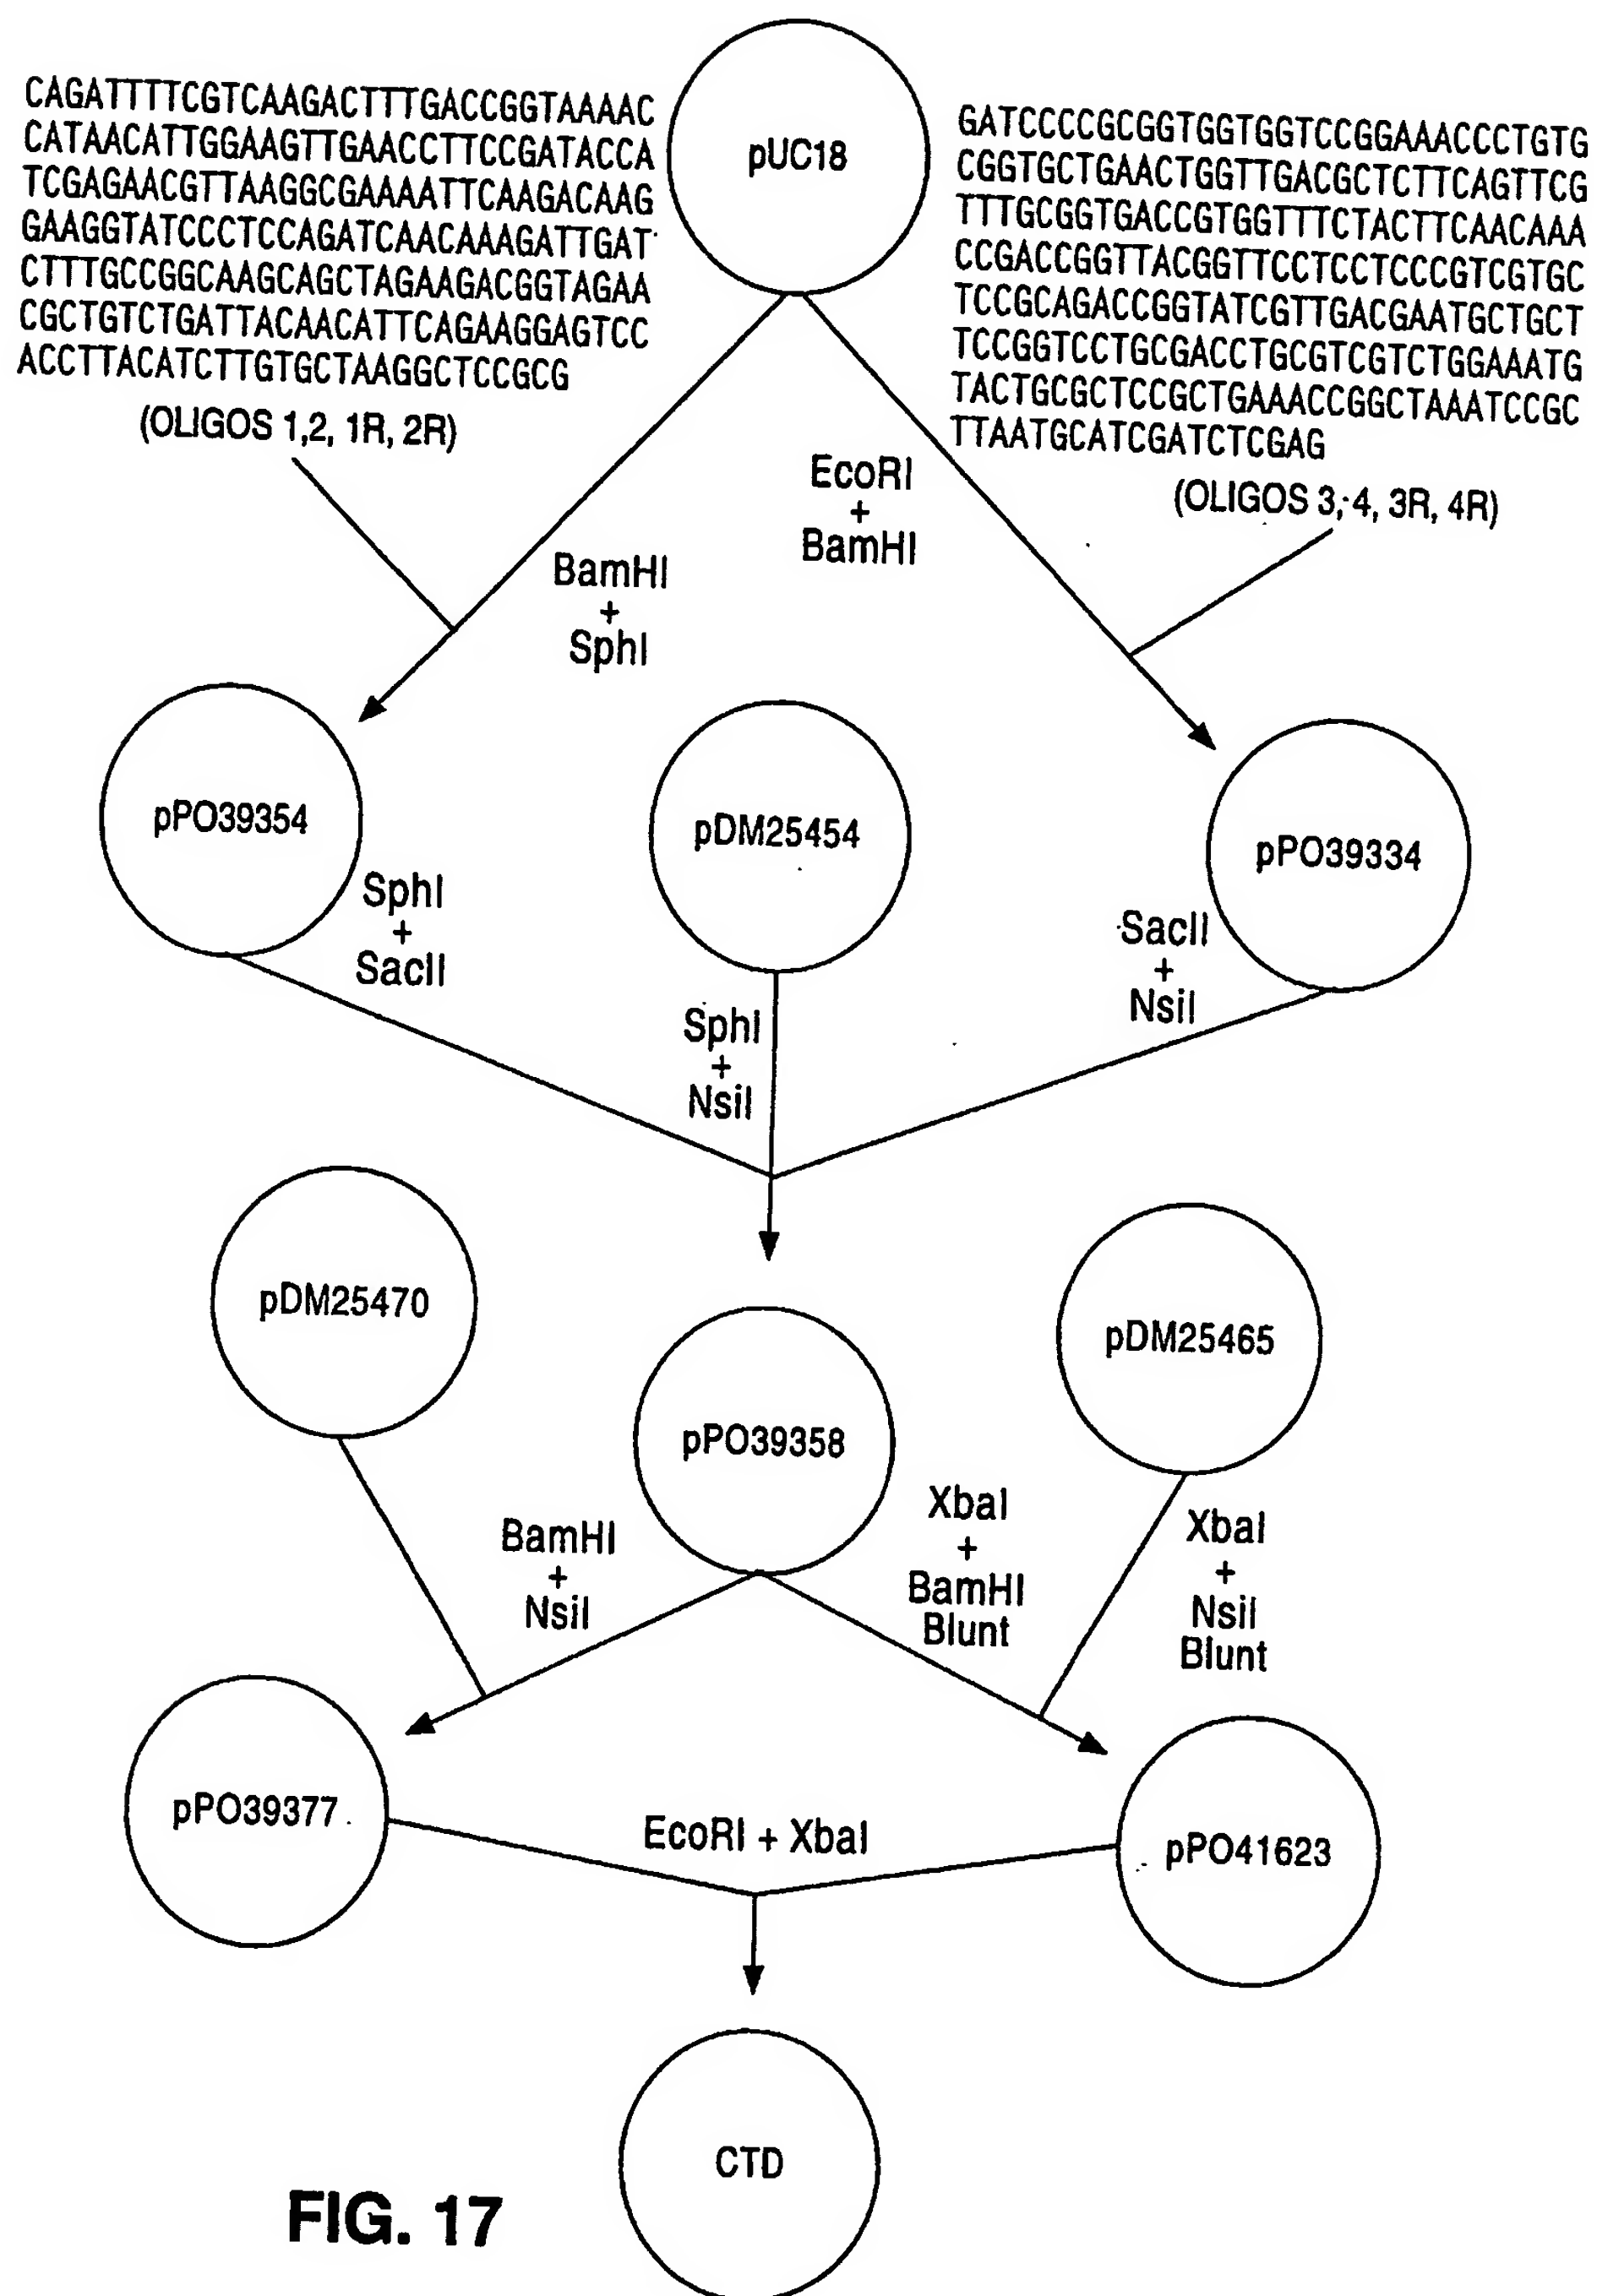 CAGATTTTCGTCAAGACTTTGACCGGTAAAAC
CATAACATTGGAAGTTGAACCTTCCGATACCA
TCGAGAACGTTAAGGCGAAAATTCAAGACAAG
GAAGGTATCCCTCCAGATCAACAAAGATTGAT
CTTTGCCGGCAAGCAGCTAGAAGACGGTAGAA
CGCTGTCTGATTACAACATTCAGAAGGAGTCC
ACCTTACATCTTGTGCTAAGGCTCCGCG
(OLIGOS 1,2, 1R, 2R)
pUC18
GATCCCCGCGGTGGTGGTCCGGAAACCCTGTG
CGGTGCTGAACTGGTTGACGCTCTTCAGTTCG
TTTGCGGTGACCGTGGTTTCTACTTCAACAAA
CCGACCGGTTACGGTTCCTCCTCCCGTCGTGC
TCCGCAGACCGGTATCGTTGACGAATGCTGCT
TCCGGTCCTGCGACCTGCGTCGTCTGGAAATG
TACTGCGCTCCGCTGAAACCGGCTAAATCCGC
TTAATGCATCGATCTCGAG
(OLIGOS 3, 4, 3R, 4R)
BamHI
+
SphI
EcoRI
+
BamHI
pPO39354
pDM25454
pPO39334
SphI
+
SacII
SphI
+
NsiI
SacII
+
NsiI
pDM25470
pPO39358
pDM25465
BamHI
+
NsiI
XbaI
+
BamHI
Blunt
XbaI
+
NsiI
Blunt
pPO39377
EcoRI + XbaI
pPO41623
CTD
FIG. 17